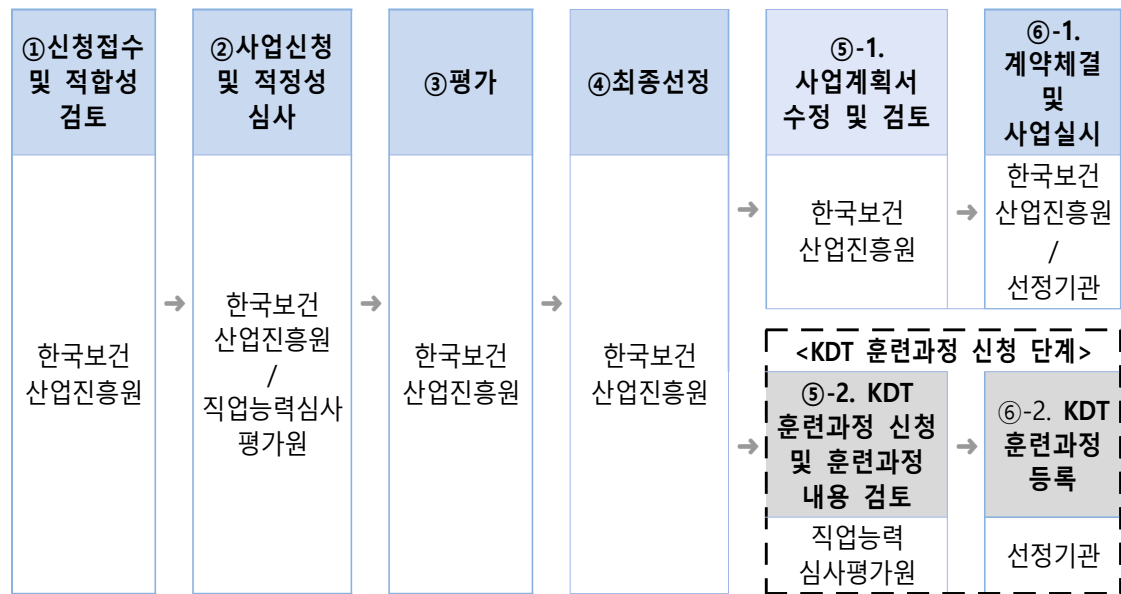 ①신청접수
및 적합성
검토
한국보건
산업진흥원
②사업신청
및 적정성
심사
한국보건
산업진흥원
/
직업능력심사
평가원
③평가
한국보건
산업진흥원
④최종선정
한국보건
산업진흥원
⑤-1.
사업계획서
수정 및 검토
한국보건
산업진흥원
⑥-1.
계약체결
및
사업실시
한국보건
산업진흥원
/
선정기관
<KDT 훈련과정 신청 단계>
⑤-2. KDT
훈련과정 신청
및 훈련과정
내용 검토
직업능력
심사평가원
⑥-2. KDT
훈련과정
등록
선정기관